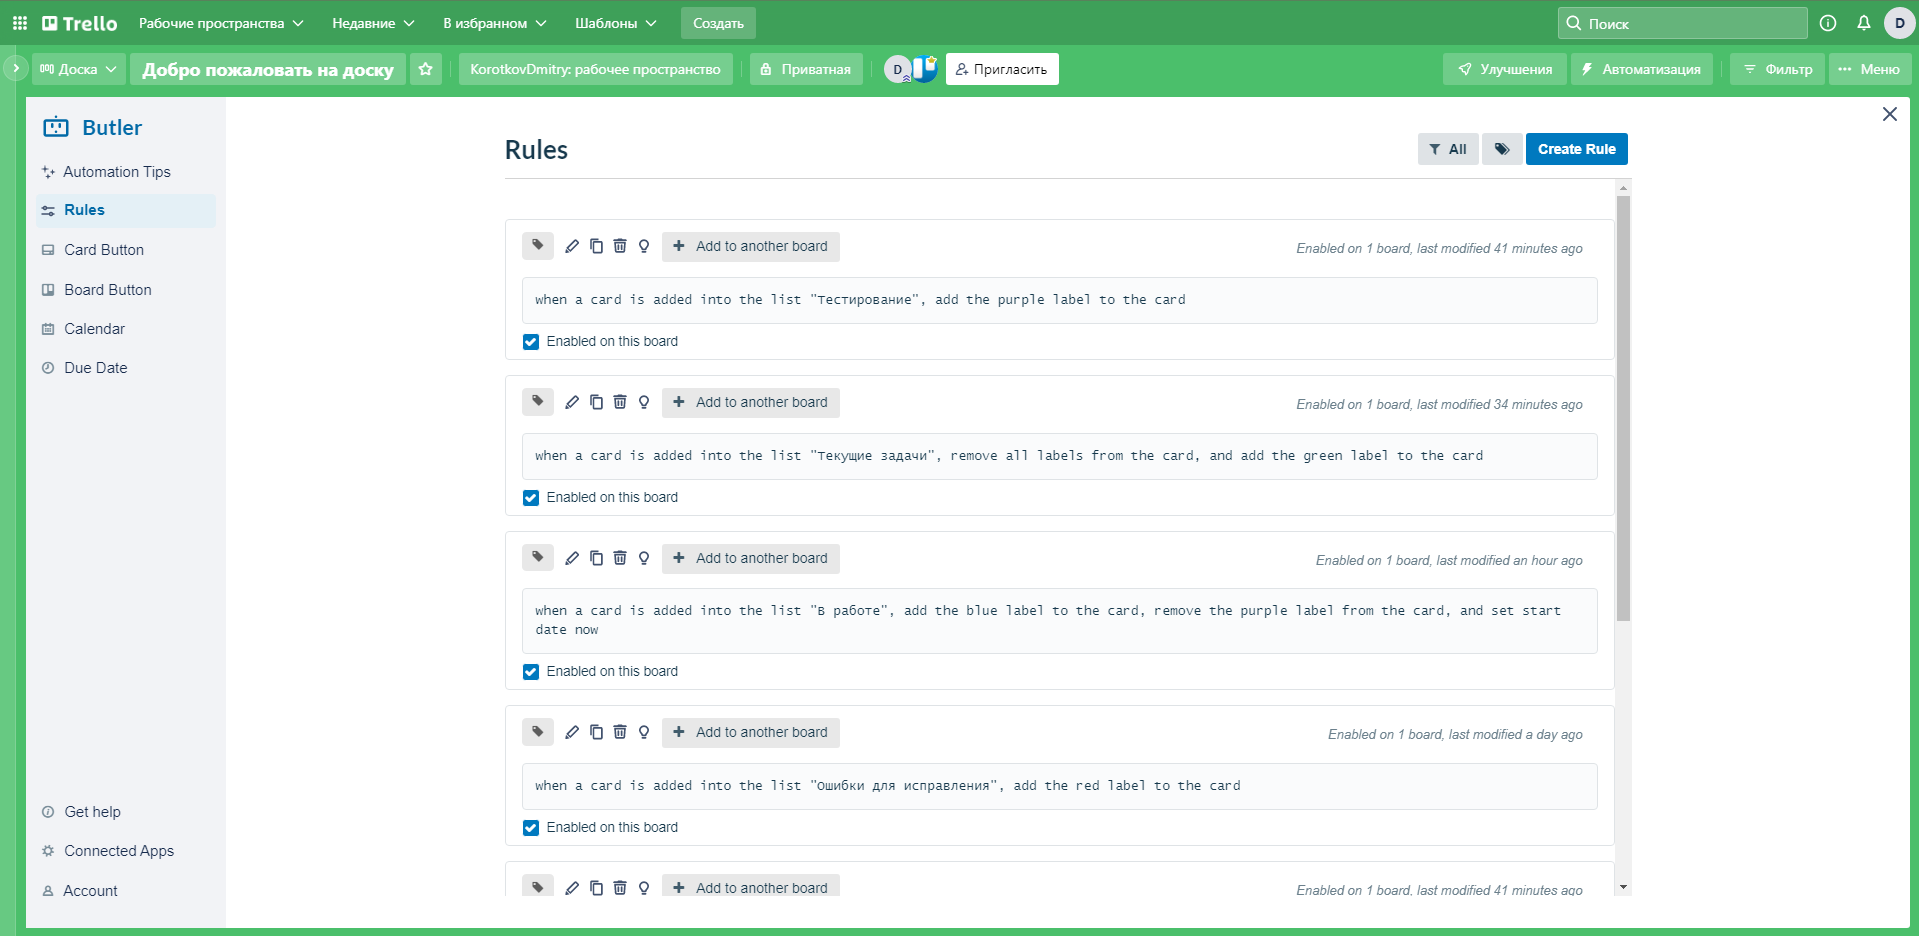 Trello Рабочие пространства Недавние В избранном Шаблоны Создать Поиск D
Доска Добро пожаловать на доску KorotkovDmitry: рабочее пространство Приватная D Пригласить Улучшения Автоматизация Фильтр Меню
Butler
Automation Tips
Rules
Card Button
Board Button
Calendar
Due Date
Get help
Connected Apps
Account
Rules All Create Rule
Add to another board Enabled on 1 board, last modified 41 minutes ago
when a card is added into the list "Тестирование", add the purple label to the card
Enabled on this board
Add to another board Enabled on 1 board, last modified 34 minutes ago
when a card is added into the list "Текущие задачи", remove all labels from the card, and add the green label to the card
Enabled on this board
Add to another board Enabled on 1 board, last modified an hour ago
when a card is added into the list "В работе", add the blue label to the card, remove the purple label from the card, and set start
date now
Enabled on this board
Add to another board Enabled on 1 board, last modified a day ago
when a card is added into the list "Ошибки для исправления", add the red label to the card
Enabled on this board
Add to another board Enabled on 1 board, last modified 41 minutes ago